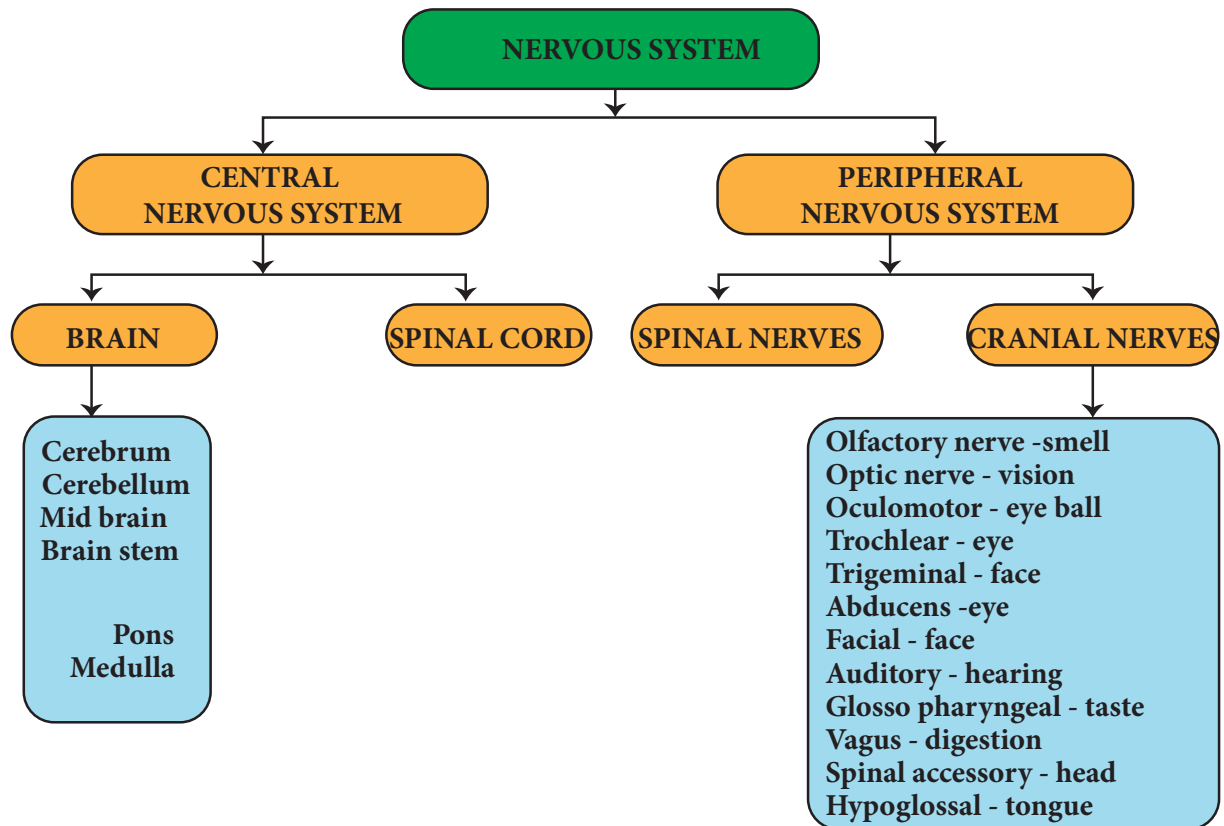 NERVOUS SYSTEM
CENTRAL
NERVOUS SYSTEM
PERIPHERAL
NERVOUS SYSTEM
BRAIN
SPINAL CORD
SPINAL NERVES
CRANIAL NERVES
Cerebrum
Cerebellum
Mid brain
Brain stem
Pons
Medulla
Olfactory nerve -smell
Optic nerve - vision
Oculomotor - eye ball
Trochlear - eye
Trigeminal - face
Abducens -eye
Facial - face
Auditory - hearing
Glosso pharyngeal - taste
Vagus - digestion
Spinal accessory - head
Hypoglossal - tongue